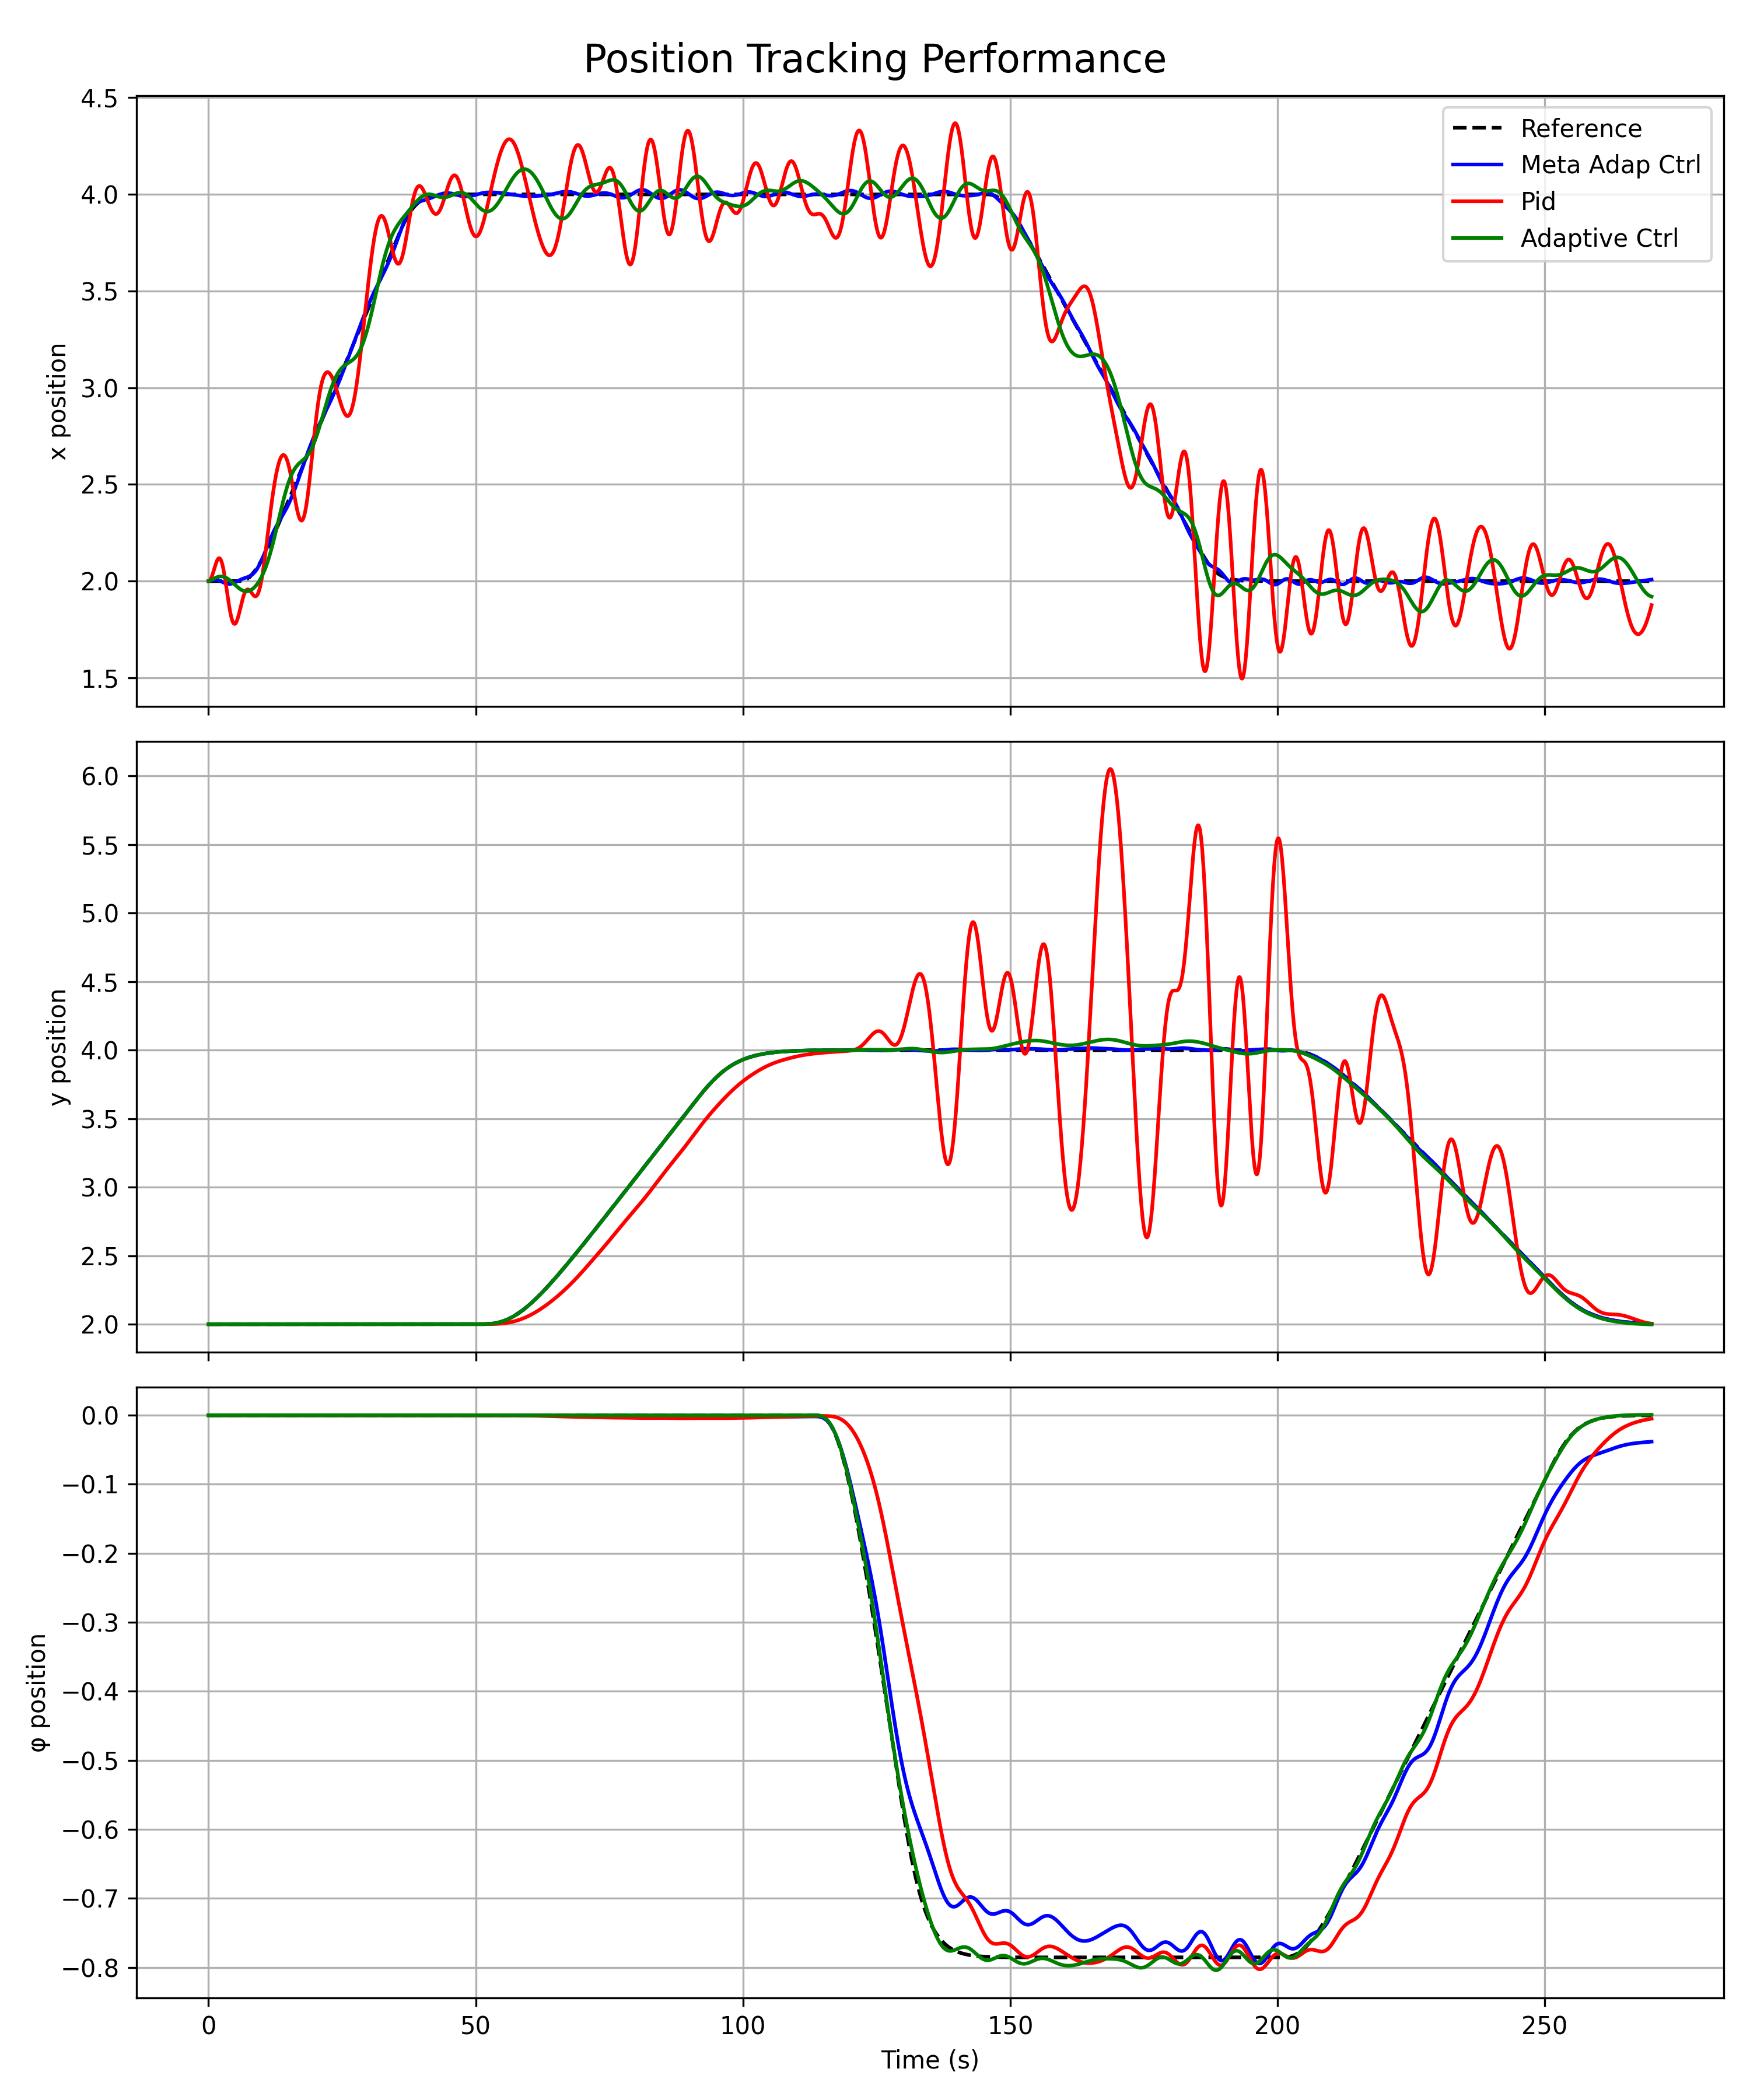 Position Tracking Performance
4.5
4.0
3.5
3.0
2.5
2.0
1.5
x position
Reference
Meta Adap Ctrl
Pid
Adaptive Ctrl
6.0
5.5
5.0
4.5
4.0
3.5
3.0
2.5
2.0
y position
0.0
−0.1
−0.2
−0.3
−0.4
−0.5
−0.6
−0.7
−0.8
φ position
0 50 100 150 200 250
Time (s)